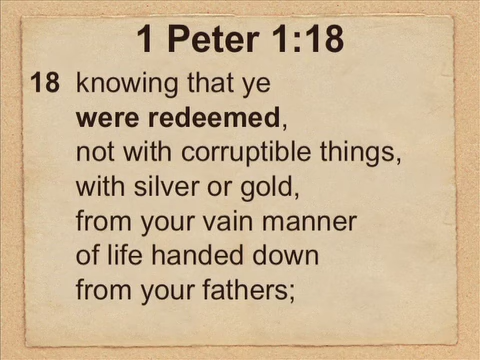 1 Peter 1:18
18 knowing that ye
were redeemed,
not with corruptible things,
with silver or gold,
from your vain manner
of life handed down
from your fathers;